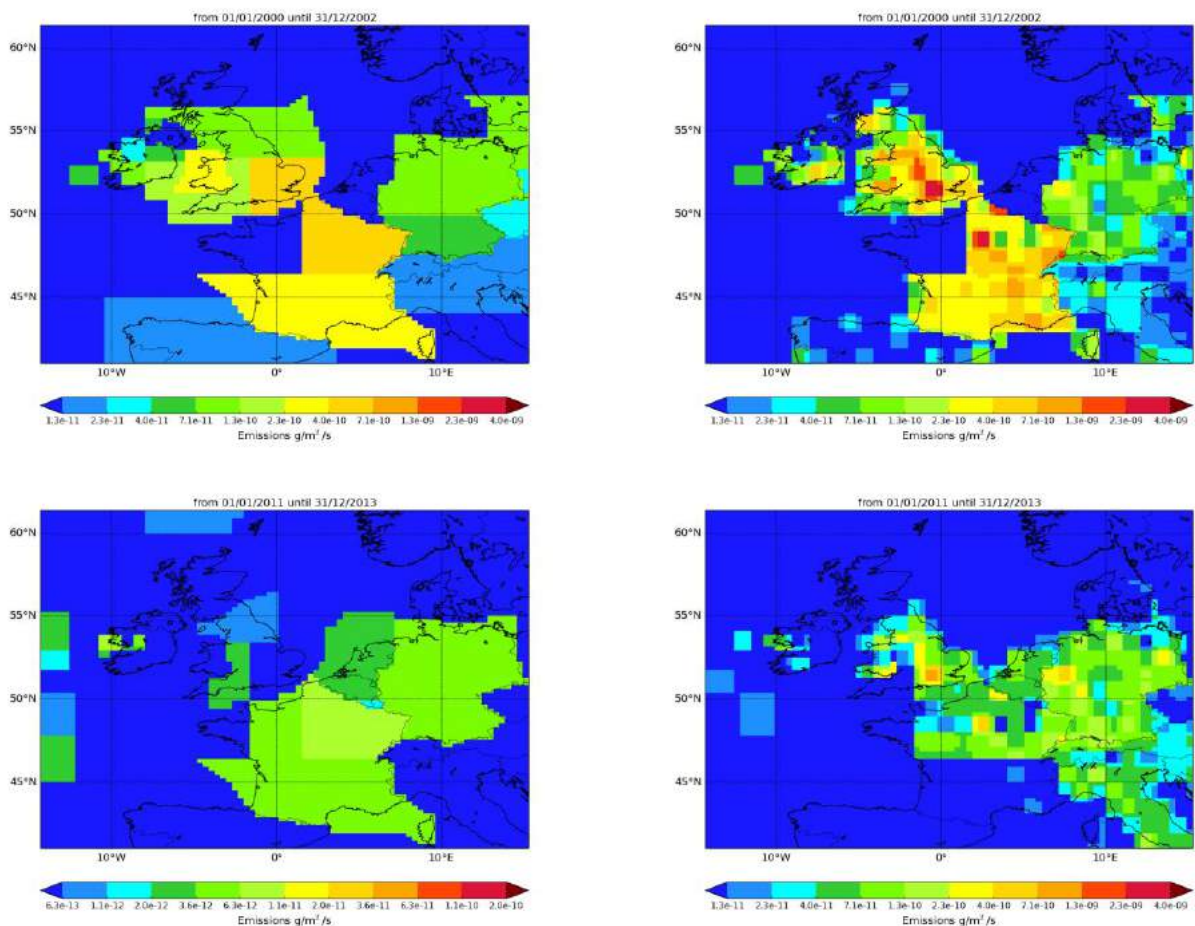 from 01/01/2000 until 31/12/2002
60°N
55°N
50°N
45°N
10°W 0° 10°E
1.3e-11 2.3e-11 4.0e-11 7.1e-11 1.3e-10 2.3e-10 4.0e-10 7.1e-10 1.3e-09 2.3e-09 4.0e-09
Emissions g/m²/s
from 01/01/2000 until 31/12/2002
60°N
55°N
50°N
45°N
10°W 0° 10°E
1.3e-11 2.3e-11 4.0e-11 7.1e-11 1.3e-10 2.3e-10 4.0e-10 7.1e-10 1.3e-09 2.3e-09 4.0e-09
Emissions g/m²/s
from 01/01/2011 until 31/12/2013
60°N
55°N
50°N
45°N
10°W 0° 10°E
6.3e-13 1.1e-12 2.0e-12 3.6e-12 6.3e-12 1.1e-11 2.0e-11 3.6e-11 6.3e-11 1.1e-10 2.0e-10
Emissions g/m²/s
from 01/01/2011 until 31/12/2013
60°N
55°N
50°N
45°N
10°W 0° 10°E
1.3e-11 2.3e-11 4.0e-11 7.1e-11 1.3e-10 2.3e-10 4.0e-10 7.1e-10 1.3e-09 2.3e-09 4.0e-09
Emissions g/m²/s